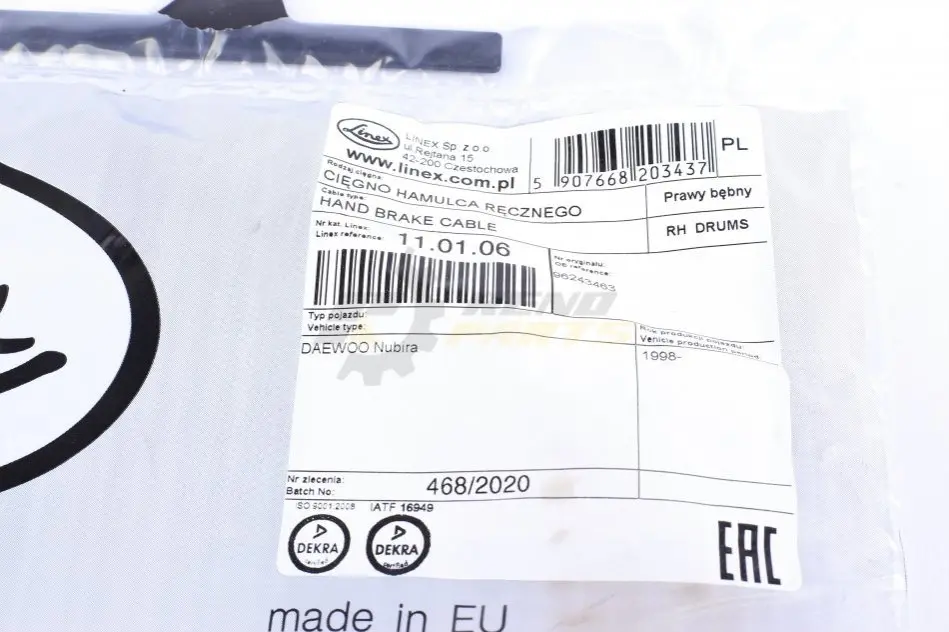 Linex
LINEX Sp. z o.o
ul. Rejtana 15
42-200 Czestochowa
www.linex.com.pl
5 907668 203437
PL
Rodzaj cięgna:
CIĘGNO HAMULCA RĘCZNEGO
Prawy bębny
Cable type:
HAND BRAKE CABLE
RH DRUMS
Nr kat. Linex:
Linex reference:
11.01.06
Nr oryginału:
OE reference:
96243463
Typ pojazdu:
Vehicle type:
DAEWOO Nubira
Rok produkcji pojazdu:
Vehicle production period:
1998-
Nr zlecenia:
Batch No:
468/2020
ISO 9001:2008
IATF 16949
DEKRA
certified
DEKRA
certified
EAC
made in EU